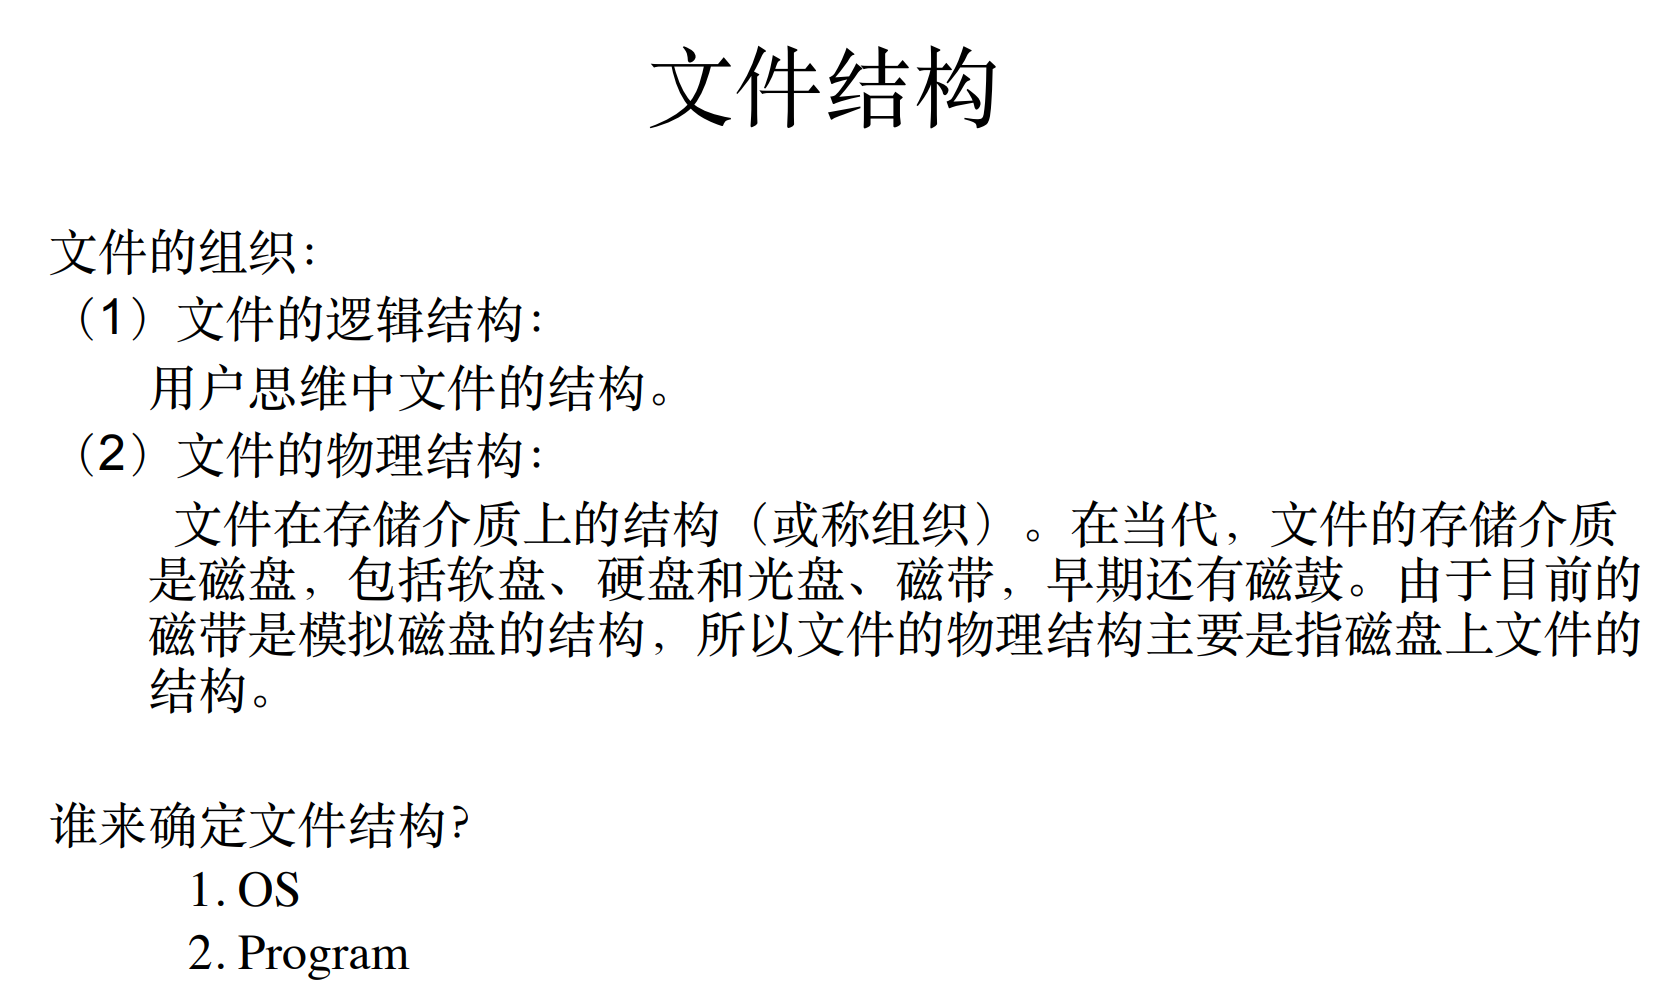 文件结构
文件的组织：
（1）文件的逻辑结构：
用户思维中文件的结构。
（2）文件的物理结构：
文件在存储介质上的结构（或称组织）。在当代，文件的存储介质
是磁盘，包括软盘、硬盘和光盘、磁带，早期还有磁鼓。由于目前的
磁带是模拟磁盘的结构，所以文件的物理结构主要是指磁盘上文件的
结构。
谁来确定文件结构？
1. OS
2. Program